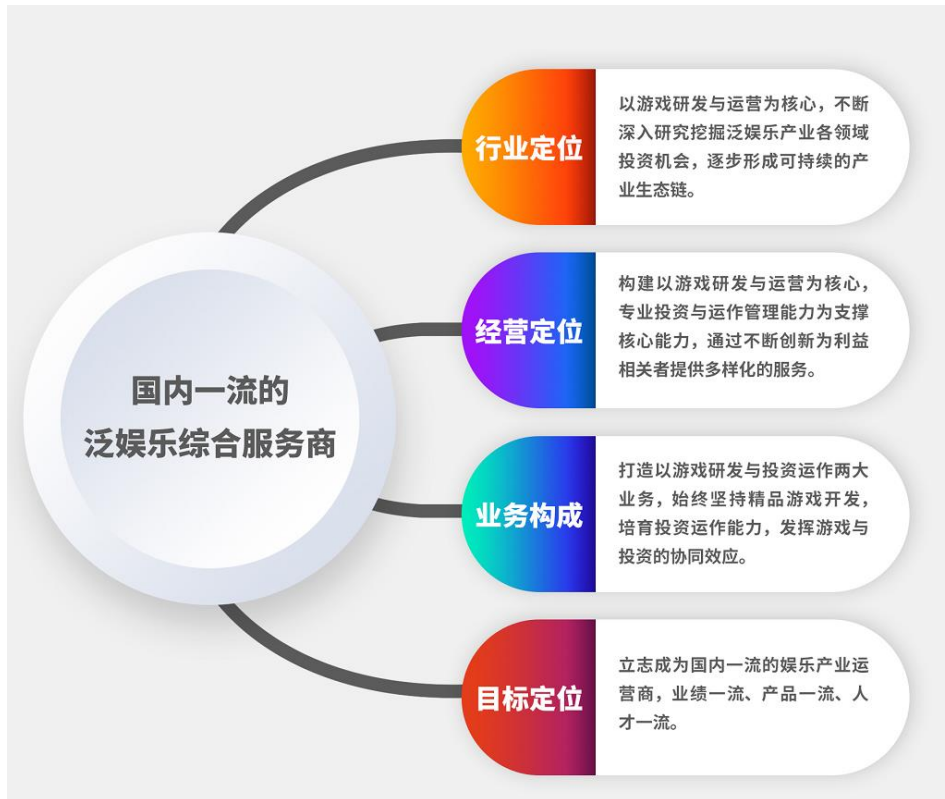 国内一流的
泛娱乐综合服务商
行业定位
以游戏研发与运营为核心，不断
深入研究挖掘泛娱乐产业各领域
投资机会，逐步形成可持续的产
业生态链。
经营定位
构建以游戏研发与运营为核心，
专业投资与运作管理能力为支撑
核心能力，通过不断创新为利益
相关者提供多样化的服务。
业务构成
打造以游戏研发与投资运作两大
业务，始终坚持精品游戏开发，
培育投资运作能力，发挥游戏与
投资的协同效应。
目标定位
立志成为国内一流的娱乐产业运
营商，业绩一流、产品一流、人
才一流。